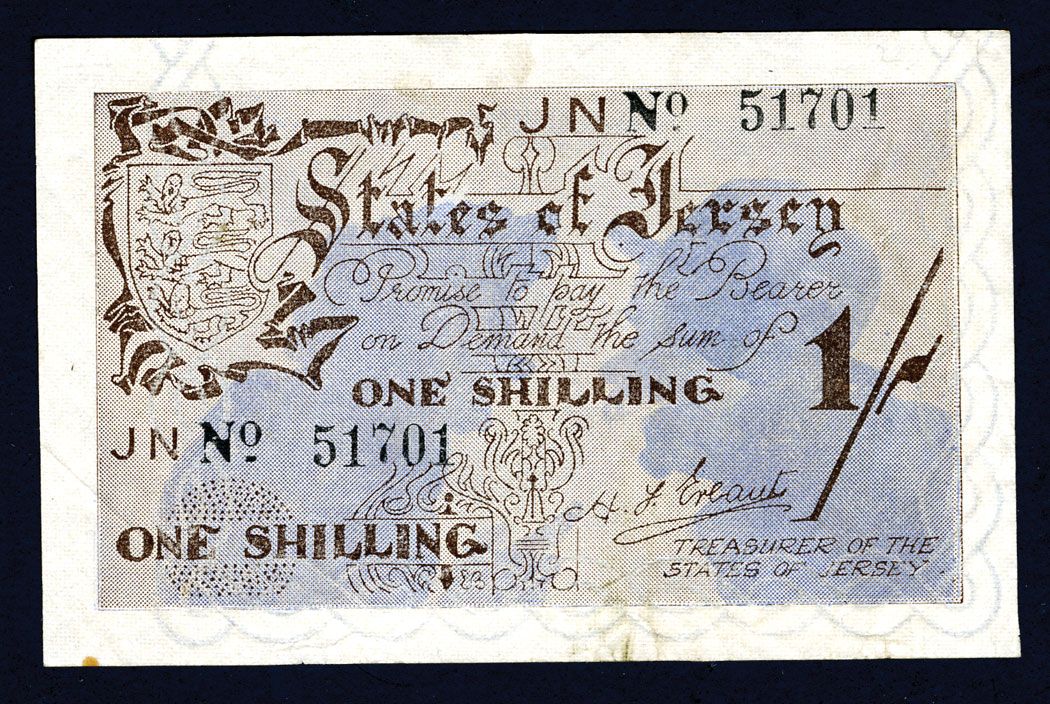 JN Nº 51701
States of Jersey
Promise to pay the Bearer
on Demand the sum of
1/-
ONE SHILLING
JN Nº 51701
H. F. Ereaut
ONE SHILLING
TREASURER OF THE
STATES OF JERSEY.